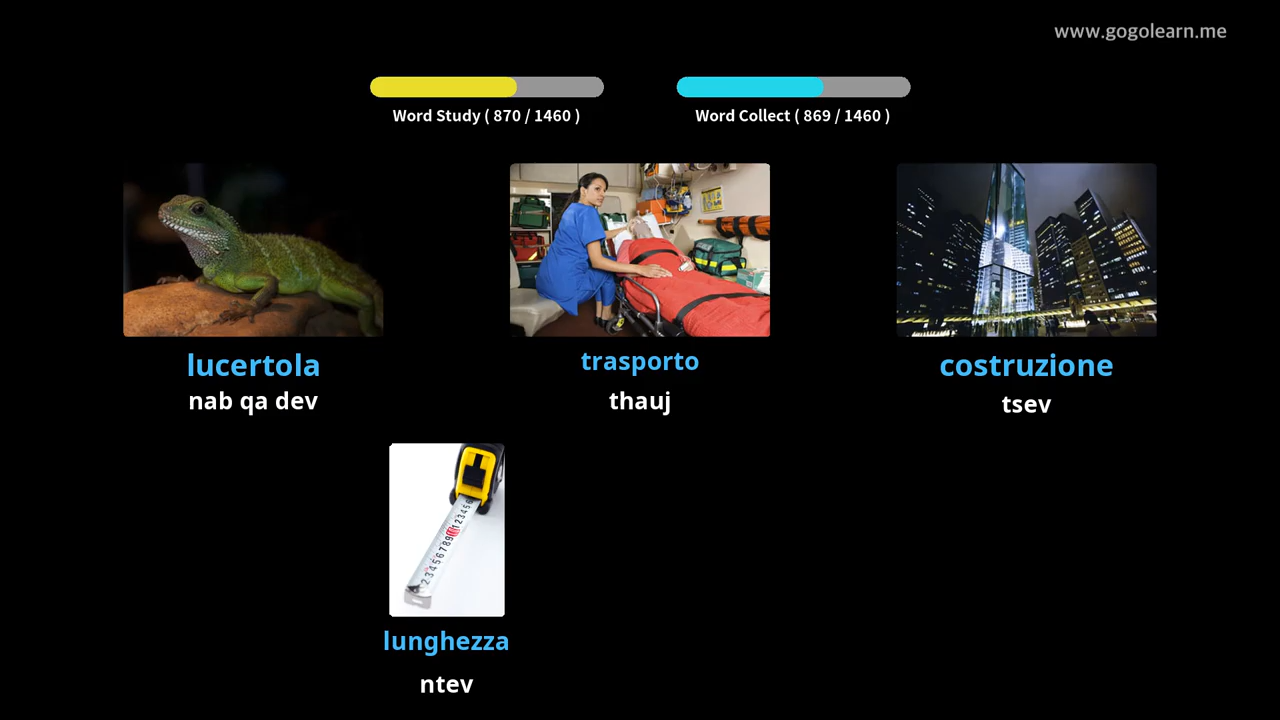 www.gogolearn.me
Word Study ( 870 / 1460 )
Word Collect ( 869 / 1460 )
lucertola
nab qa dev
trasporto
thauj
costruzione
tsev
lunghezza
ntev